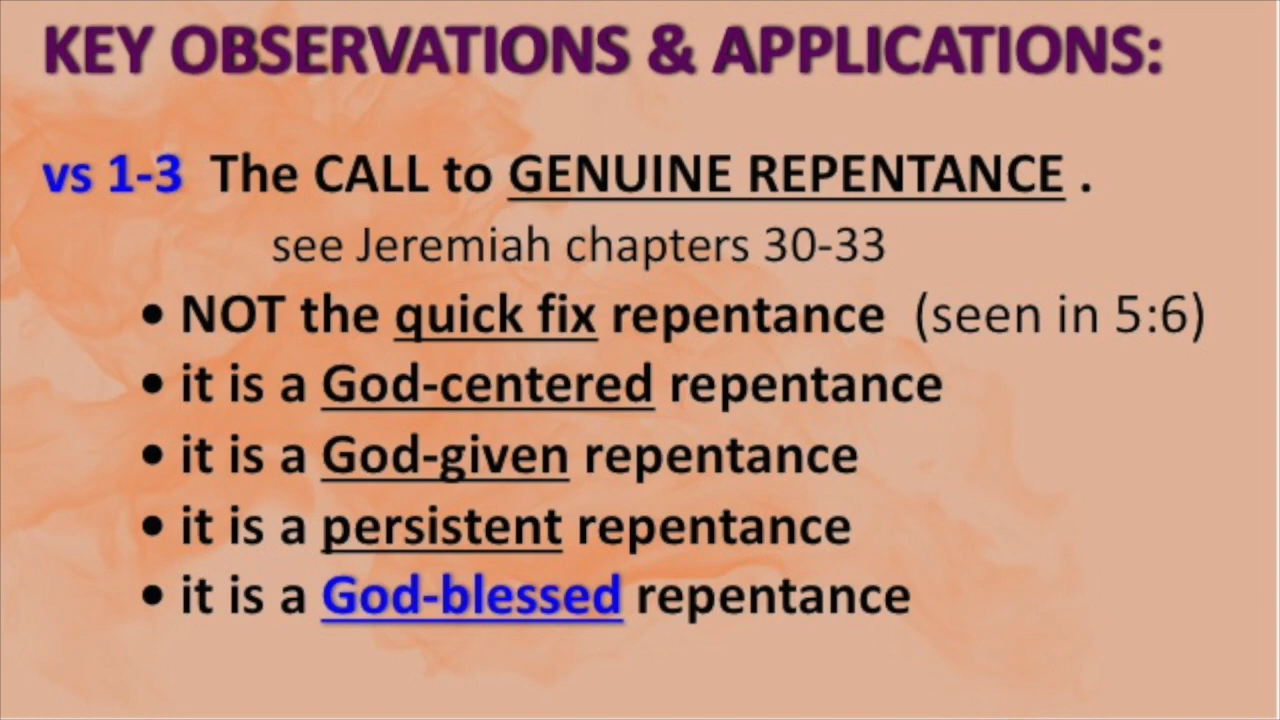 KEY OBSERVATIONS & APPLICATIONS:
vs 1-3 The CALL to GENUINE REPENTANCE .
see Jeremiah chapters 30-33
• NOT the quick fix repentance (seen in 5:6)
• it is a God-centered repentance
• it is a God-given repentance
• it is a persistent repentance
• it is a God-blessed repentance